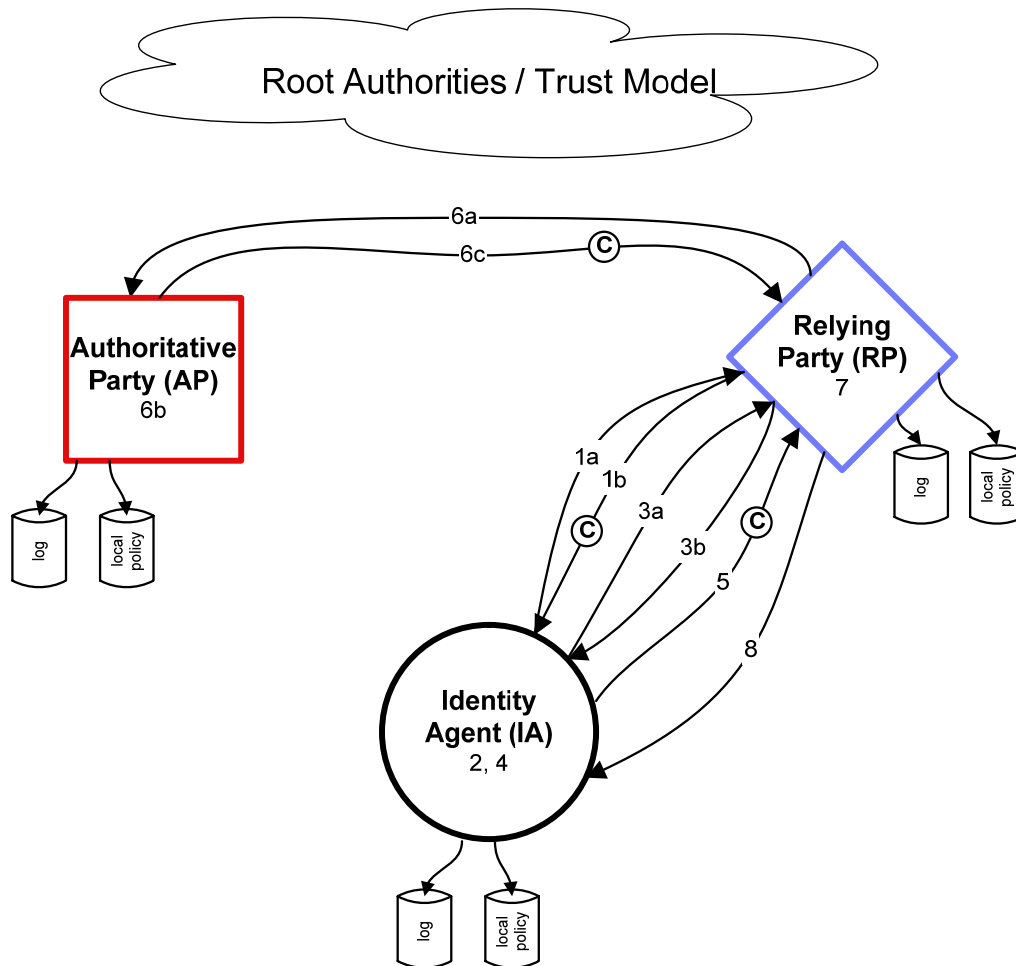 Root Authorities / Trust Model
6a
6c
C
Authoritative
Party (AP)
6b
Relying
Party (RP)
7
log
local
policy
log
local
policy
1a
1b
C
3a
3b
C
5
8
Identity
Agent (IA)
2, 4
log
local
policy